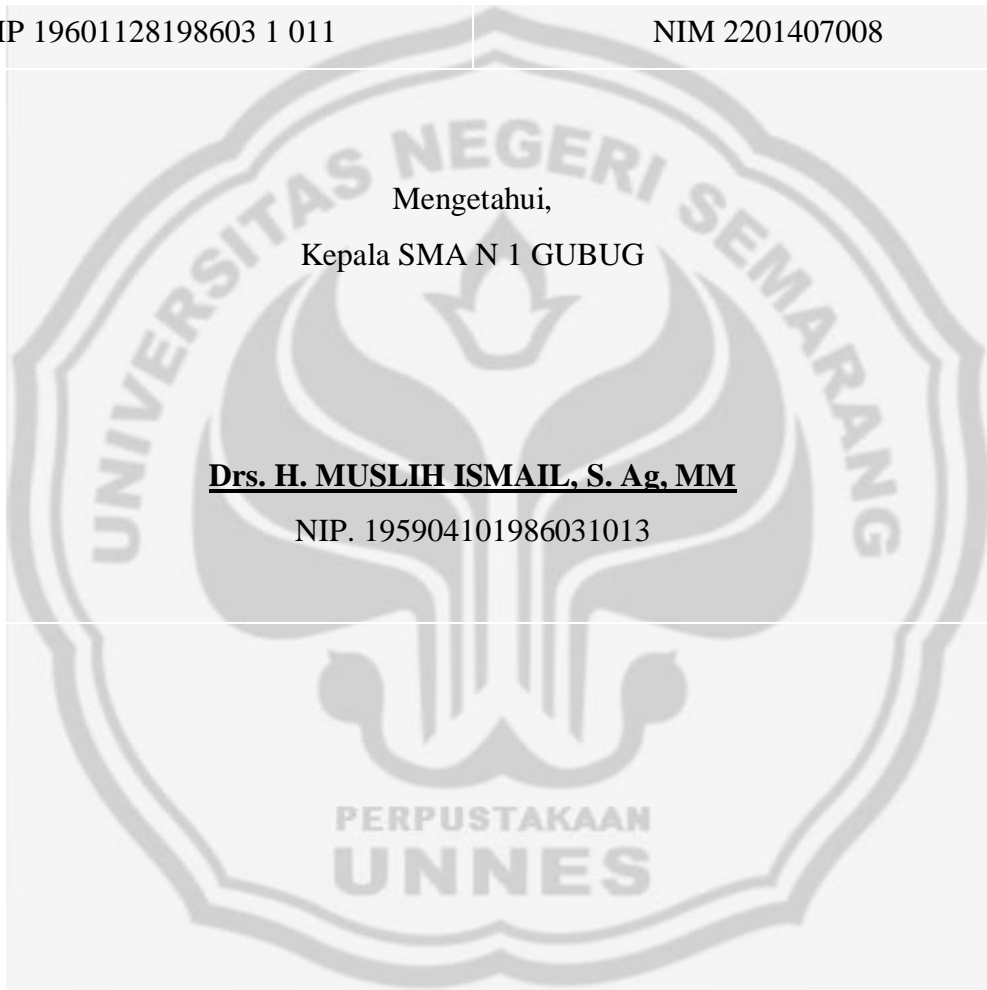 IP 19601128198603 1 011 NIM 2201407008
UNIVERSITAS NEGERI SEMARANG
Mengetahui,
Kepala SMA N 1 GUBUG
Drs. H. MUSLIH ISMAIL, S. Ag, MM
NIP. 195904101986031013
PERPUSTAKAAN
UNNES